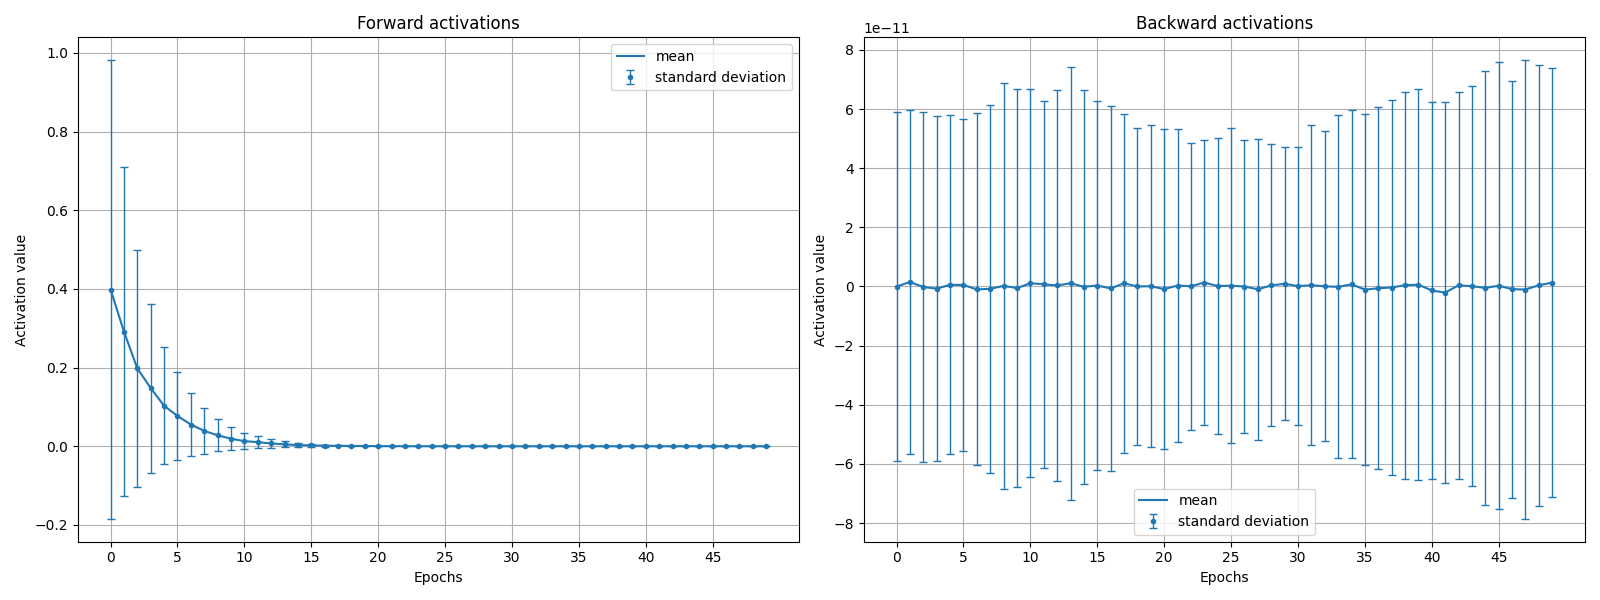 Forward activations
1.0
0.8
0.6
0.4
0.2
0.0
−0.2
Activation value
mean
standard deviation
0 5 10 15 20 25 30 35 40 45
Epochs
Backward activations
1e−11
8
6
4
2
0
−2
−4
−6
−8
Activation value
mean
standard deviation
0 5 10 15 20 25 30 35 40 45
Epochs